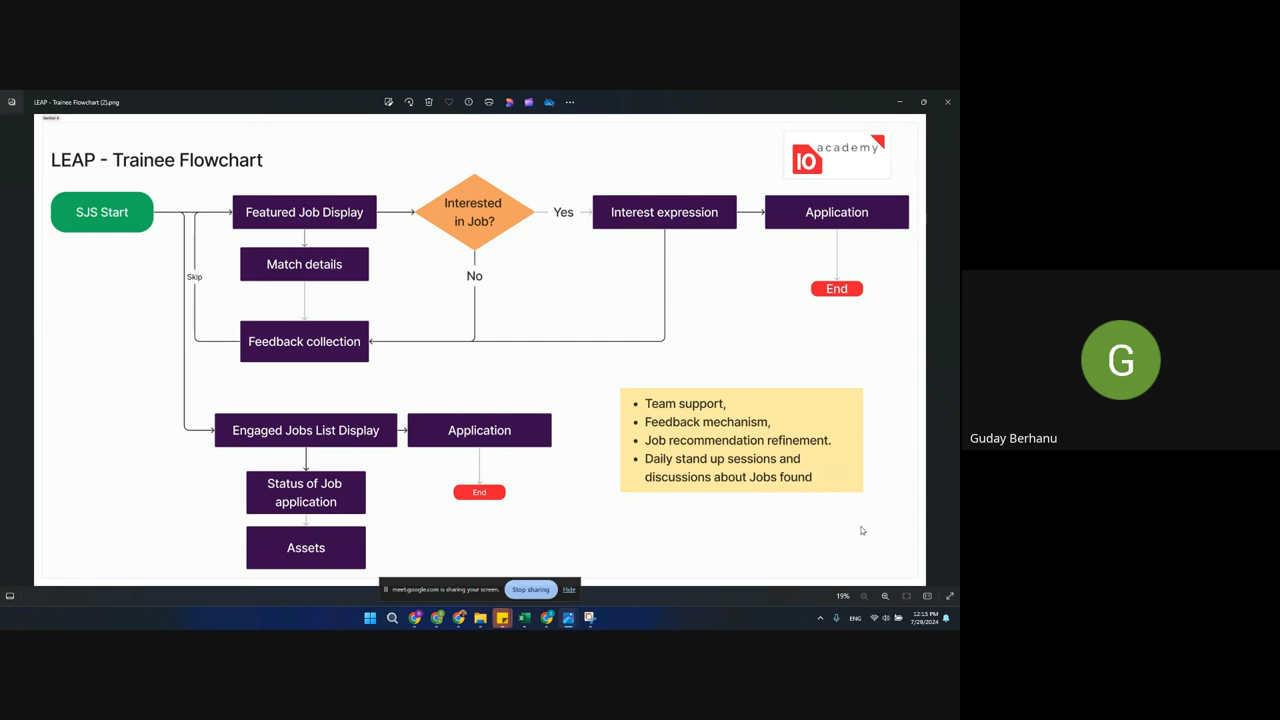 LEAP - Trainee Flowchart (2).png
Section 4
LEAP - Trainee Flowchart
10 academy
SJS Start
Featured Job Display
Interested
in Job?
Yes
Interest expression
Application
Match details
Skip
No
End
Feedback collection
Engaged Jobs List Display
Application
Status of Job
application
End
Assets
• Team support,
• Feedback mechanism,
• Job recommendation refinement.
• Daily stand up sessions and
discussions about Jobs found
G
Guday Berhanu
meet.google.com is sharing your screen.
Stop sharing
Hide
19%
ENG
12:15 PM
7/29/2024